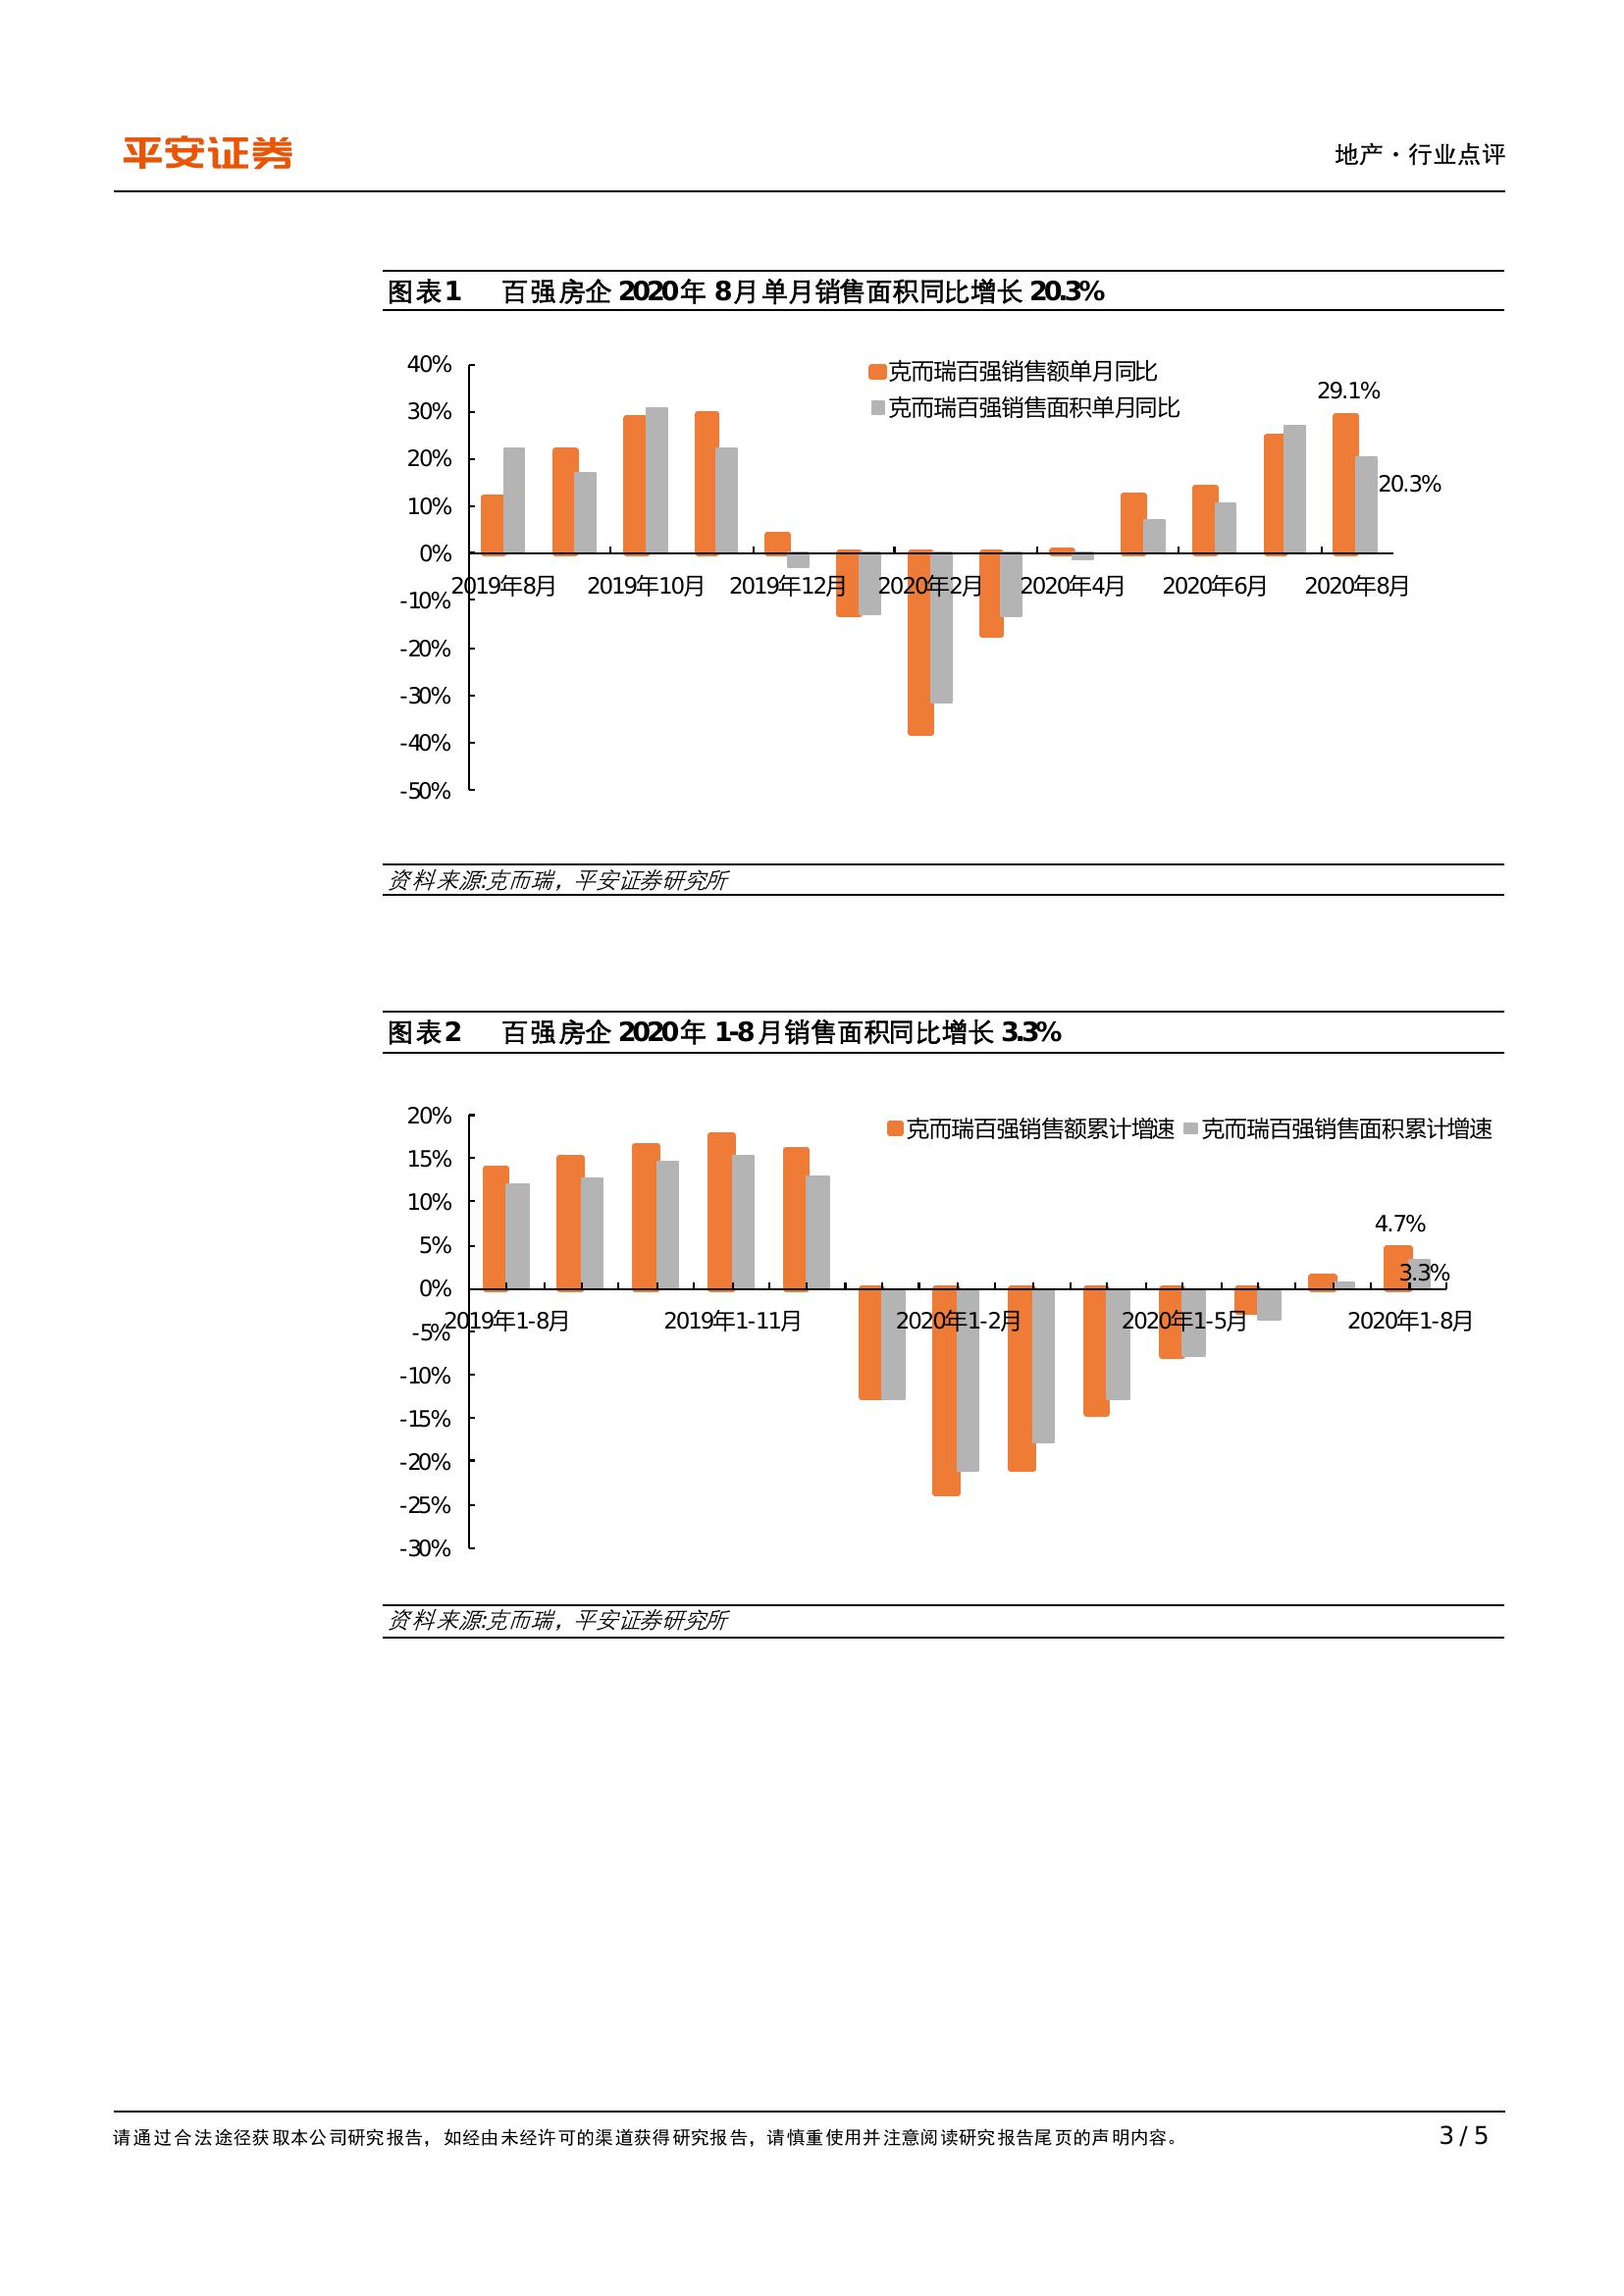 平安证券
地产·行业点评
图表1 百强房企 2020年 8月单月销售面积同比增长 20.3%
克而瑞百强销售额单月同比
克而瑞百强销售面积单月同比
40%
30%
20%
10%
0%
-10%
-20%
-30%
-40%
-50%
29.1%
20.3%
2019年8月 2019年10月 2019年12月 2020年2月 2020年4月 2020年6月 2020年8月
资料来源:克而瑞，平安证券研究所
图表2 百强房企 2020年 1-8月销售面积同比增长 3.3%
克而瑞百强销售额累计增速 克而瑞百强销售面积累计增速
20%
15%
10%
5%
0%
-5%
-10%
-15%
-20%
-25%
-30%
4.7%
3.3%
2019年1-8月 2019年1-11月 2020年1-2月 2020年1-5月 2020年1-8月
资料来源:克而瑞，平安证券研究所
请通过合法途径获取本公司研究报告，如经由未经许可的渠道获得研究报告，请慎重使用并注意阅读研究报告尾页的声明内容。 3 / 5